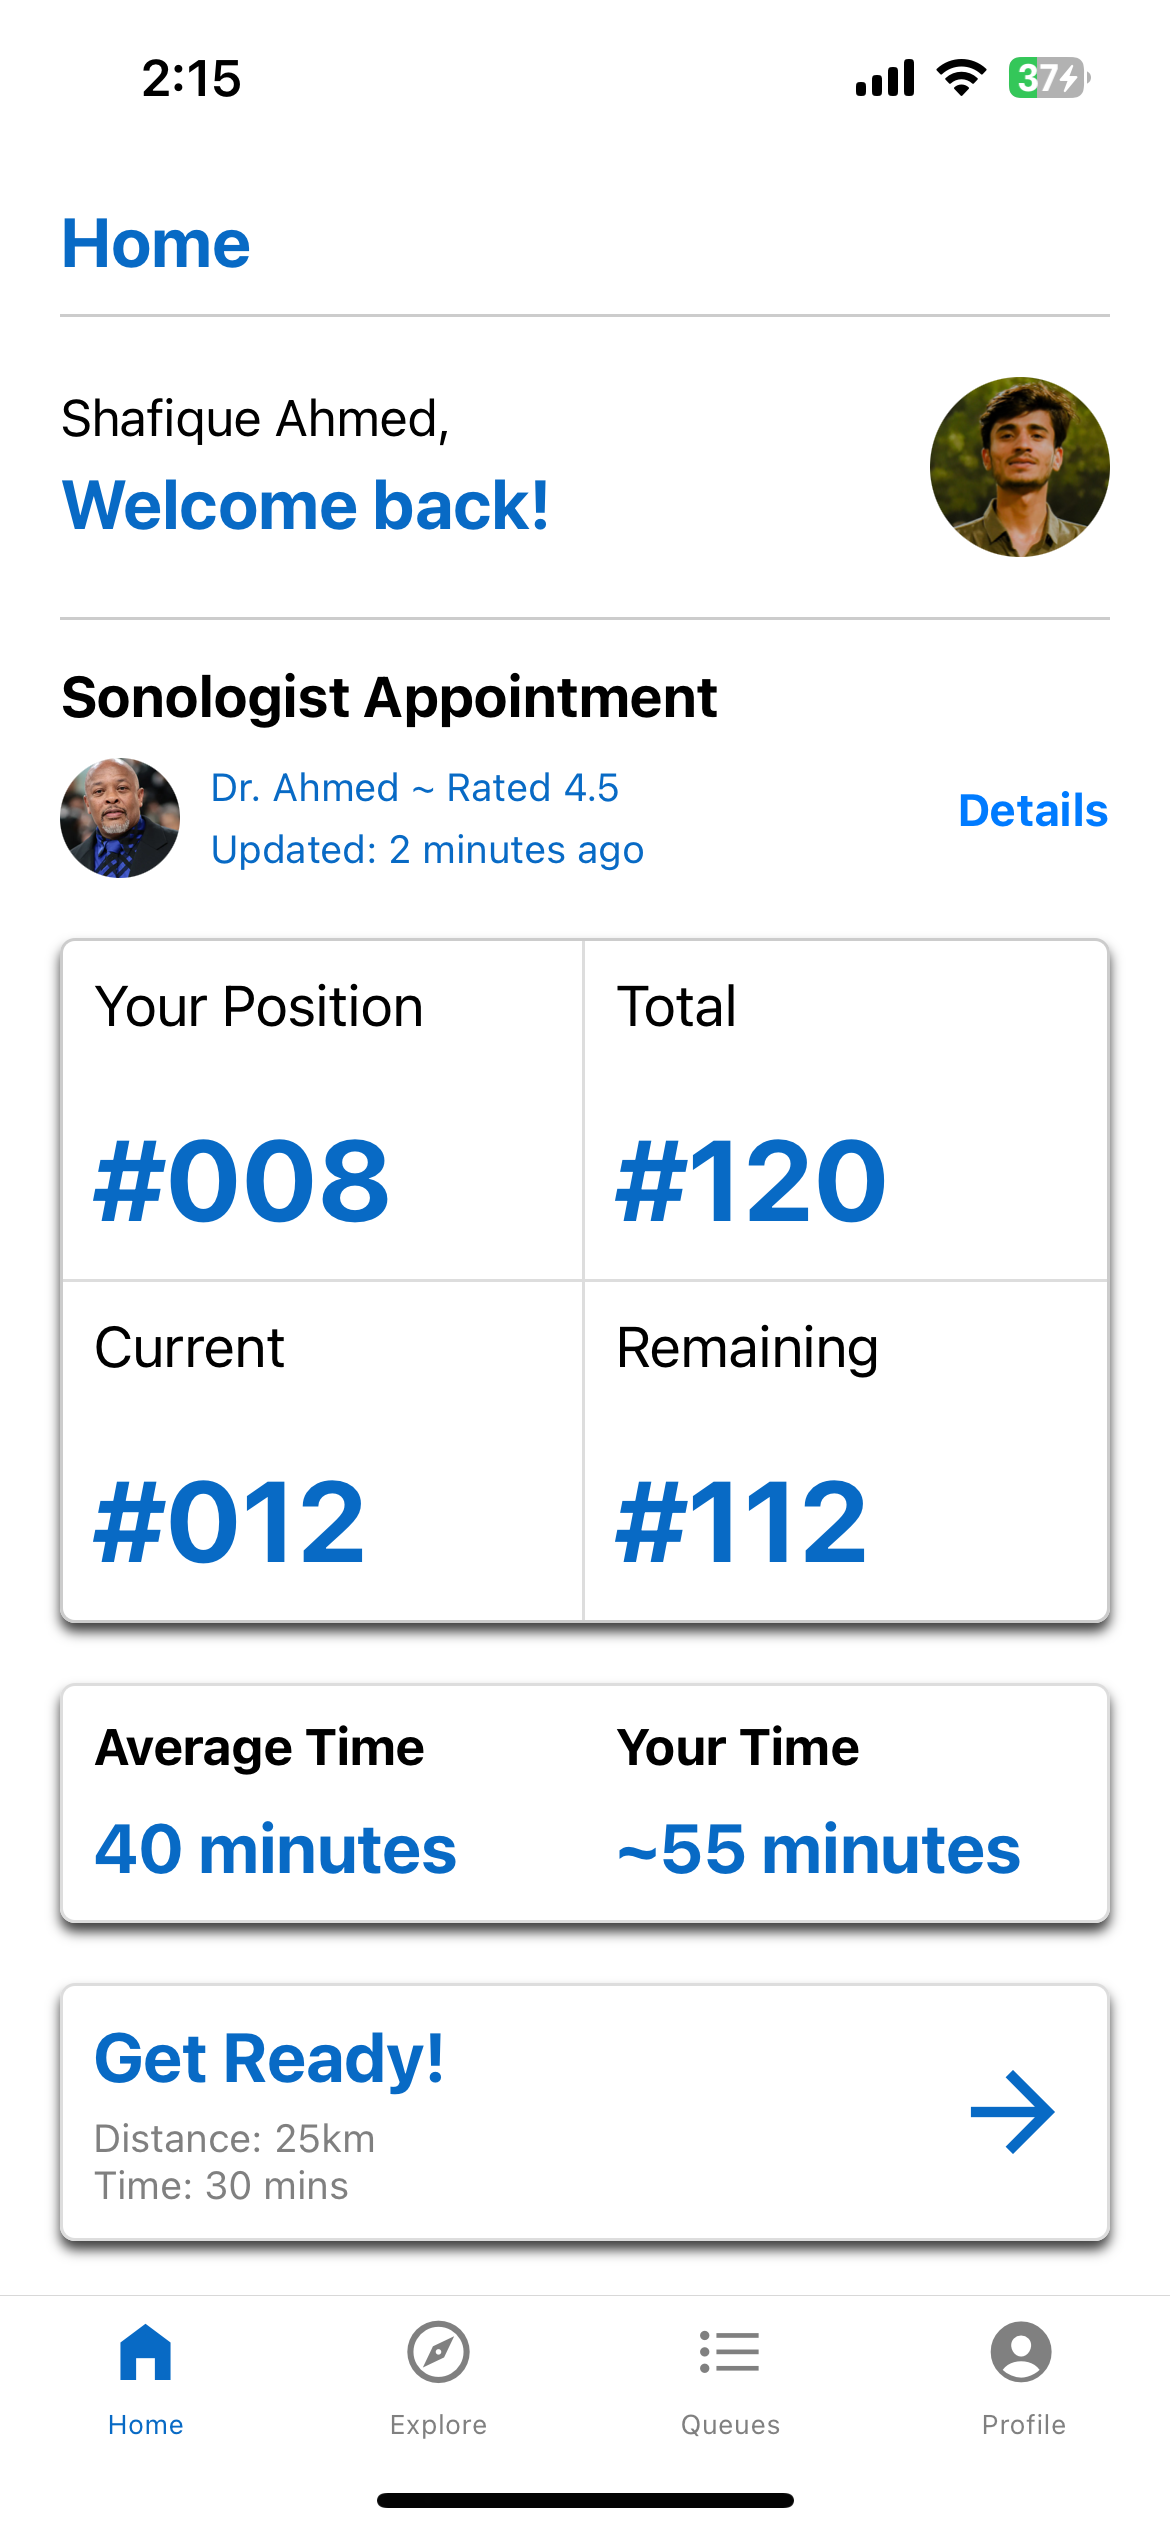 2:15
37
Home
Shafique Ahmed,
Welcome back!
Sonologist Appointment
Dr. Ahmed ~ Rated 4.5
Updated: 2 minutes ago
Details
Your Position
Total
#008
#120
Current
Remaining
#012
#112
Average Time
Your Time
40 minutes
~55 minutes
Get Ready!
Distance: 25km
Time: 30 mins
Home
Explore
Queues
Profile